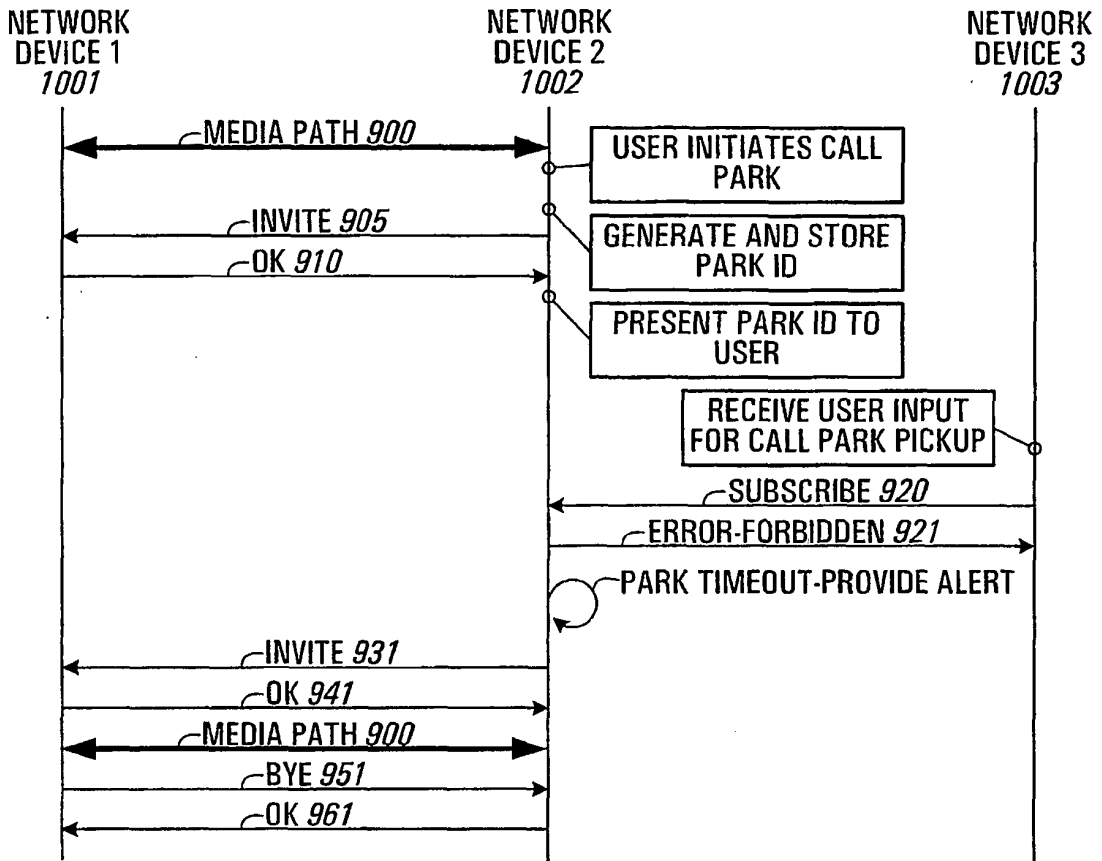 NETWORK
DEVICE 1
1001
NETWORK
DEVICE 2
1002
NETWORK
DEVICE 3
1003
MEDIA PATH 900
USER INITIATES CALL
PARK
INVITE 905
GENERATE AND STORE
PARK ID
OK 910
PRESENT PARK ID TO
USER
RECEIVE USER INPUT
FOR CALL PARK PICKUP
SUBSCRIBE 920
ERROR-FORBIDDEN 921
PARK TIMEOUT-PROVIDE ALERT
INVITE 931
OK 941
MEDIA PATH 900
BYE 951
OK 961